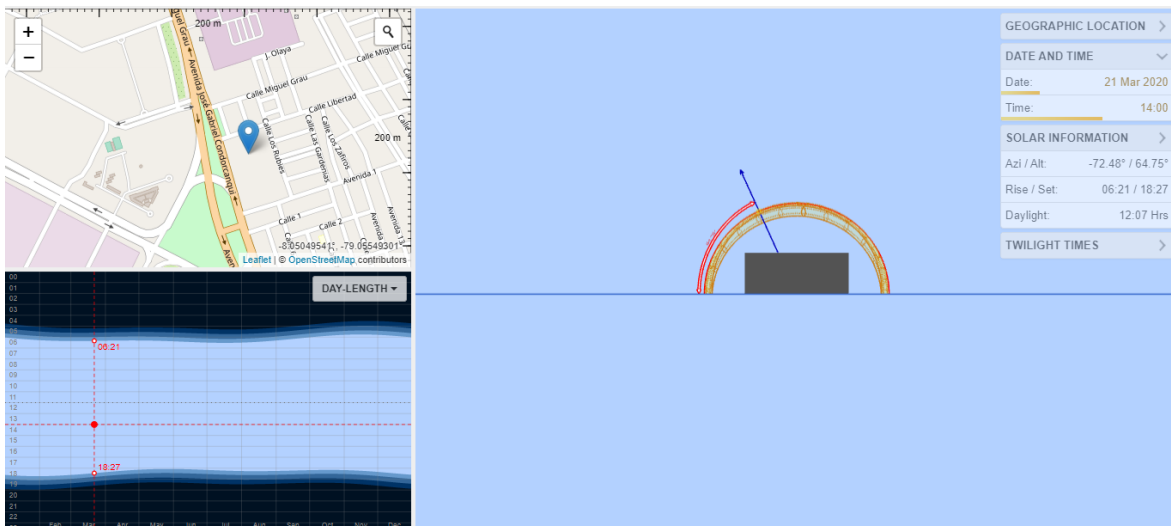 +
−
200 m
200 m
J. Olaya
Calle Miguel Gra
Calle Miguel Grau
Calle Libertad
Avenida José Gabriel Condorcanqui
Calle Los Rubíes
Calle Las Gardenias
Calle Los Zafiros
Avenida 1
Calle 1
Calle 2
Avenida 13
-8.05049541°, -79.05549301°
Leaflet | © OpenStreetMap contributors
DAY-LENGTH
00
01
02
03
04
05
06
06:21
07
08
09
10
11
12
13
14
15
16
17
18
18:27
19
20
21
22
Feb Mar Apr May Jun Jul Aug Sep Oct Nov Dec
GEOGRAPHIC LOCATION
DATE AND TIME
Date: 21 Mar 2020
Time: 14:00
SOLAR INFORMATION
Azi / Alt: -72.48° / 64.75°
Rise / Set: 06:21 / 18:27
Daylight: 12:07 Hrs
TWILIGHT TIMES